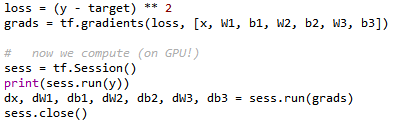 loss = (y - target) ** 2
grads = tf.gradients(loss, [x, W1, b1, W2, b2, W3, b3])
#   now we compute (on GPU!)
sess = tf.Session()
print(sess.run(y))
dx, dW1, db1, dW2, db2, dW3, db3 = sess.run(grads)
sess.close()